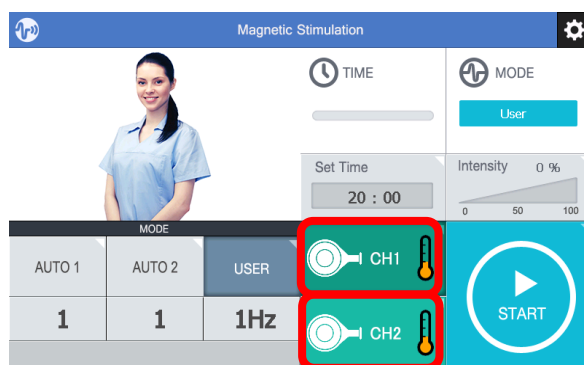 Magnetic Stimulation
TIME
MODE
User
Set Time
20 : 00
Intensity 0 %
0 50 100
MODE
AUTO 1 AUTO 2 USER
1 1 1Hz
CH1
CH2
START